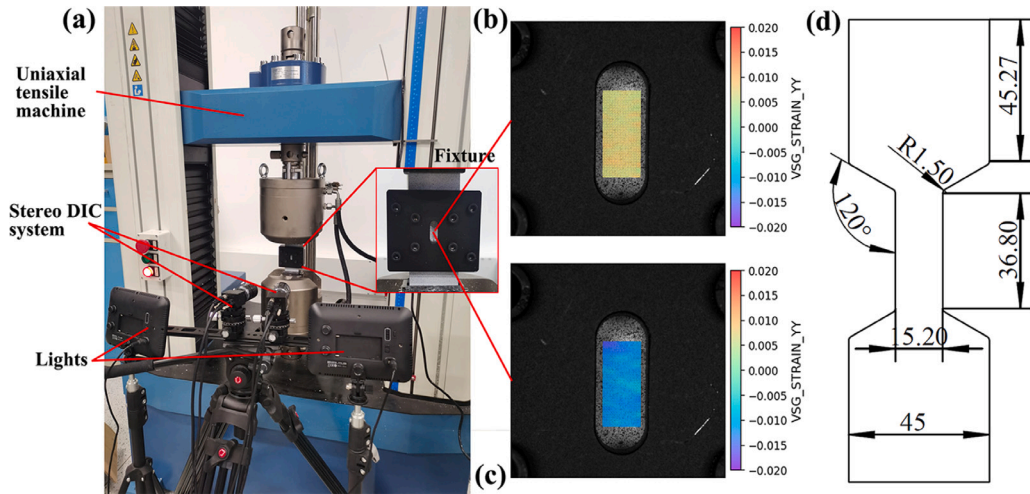 (a)
Uniaxial
tensile
machine
Fixture
Stereo DIC
system
Lights
(b)
0.020
0.015
0.010
0.005
0.000
−0.005
−0.010
−0.015
−0.020
VSG_STRAIN_YY
(c)
0.020
0.015
0.010
0.005
0.000
−0.005
−0.010
−0.015
−0.020
VSG_STRAIN_YY
(d)
45.27
R1.50
120°
36.80
15.20
45